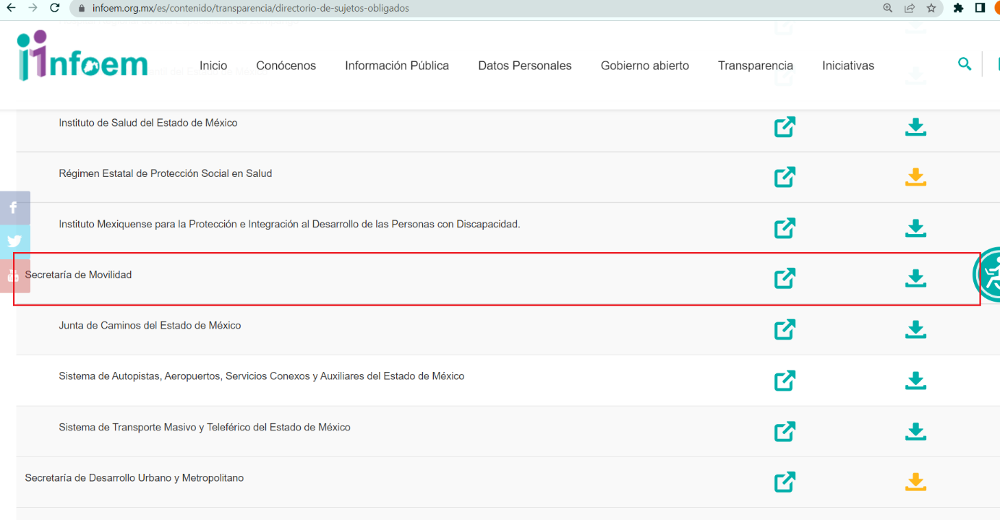 infoem.org.mx/es/contenido/transparencia/directorio-de-sujetos-obligados
infoem
Inicio Conócenos Información Pública Datos Personales Gobierno abierto Transparencia Iniciativas
Instituto de Salud del Estado de México
Régimen Estatal de Protección Social en Salud
Instituto Mexiquense para la Protección e Integración al Desarrollo de las Personas con Discapacidad.
Secretaría de Movilidad
Junta de Caminos del Estado de México
Sistema de Autopistas, Aeropuertos, Servicios Conexos y Auxiliares del Estado de México
Sistema de Transporte Masivo y Teleférico del Estado de México
Secretaría de Desarrollo Urbano y Metropolitano